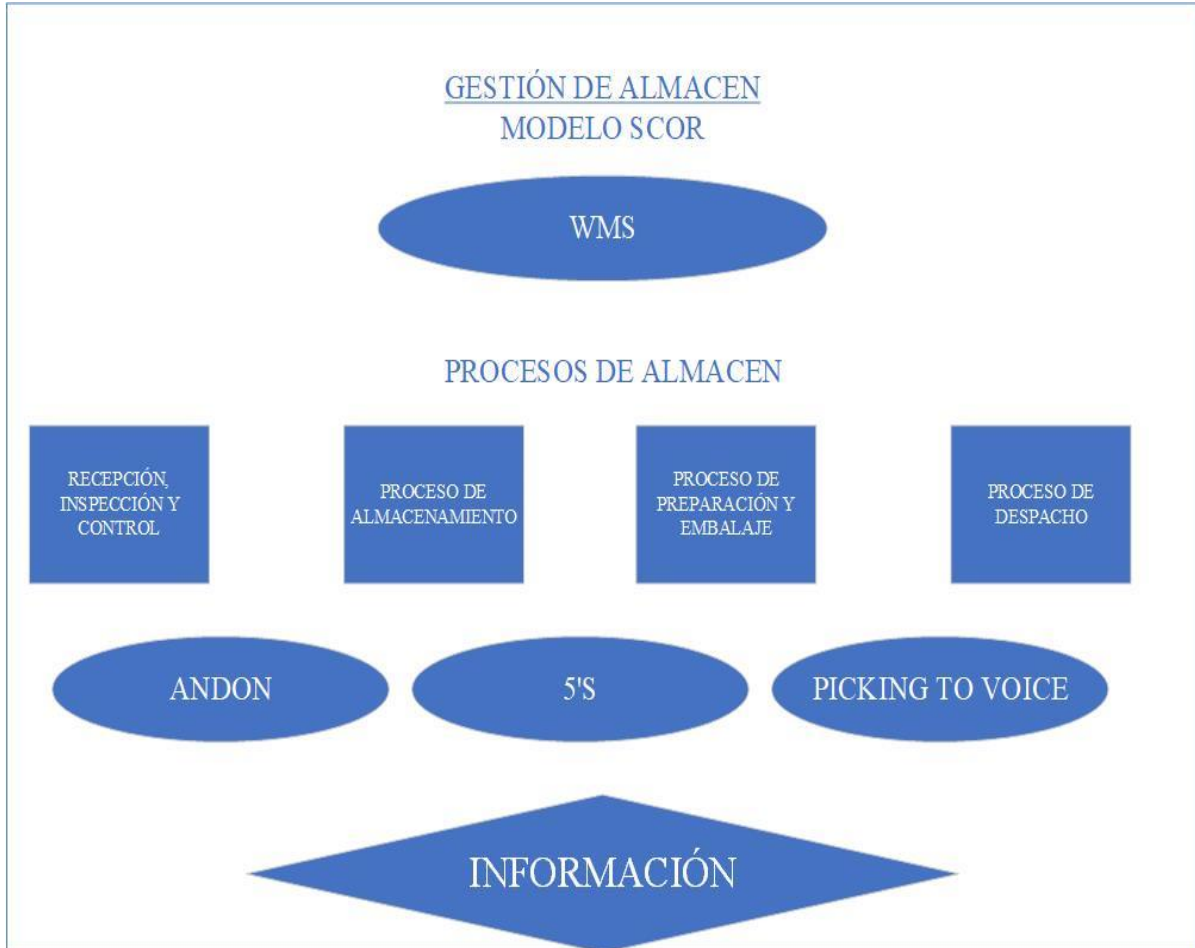 GESTIÓN DE ALMACEN
MODELO SCOR
WMS
PROCESOS DE ALMACEN
RECEPCIÓN,
INSPECCIÓN Y
CONTROL
PROCESO DE
ALMACENAMIENTO
PROCESO DE
PREPARACIÓN Y
EMBALAJE
PROCESO DE
DESPACHO
ANDON
5'S
PICKING TO VOICE
INFORMACIÓN